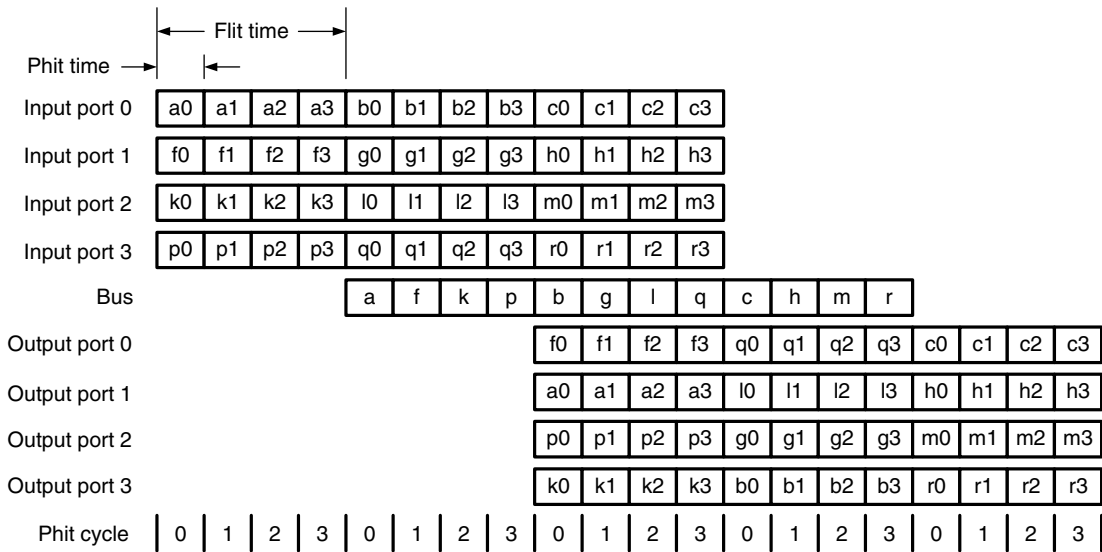 Flit time
Phit time
Input port 0 a0 a1 a2 a3 b0 b1 b2 b3 c0 c1 c2 c3
Input port 1 f0 f1 f2 f3 g0 g1 g2 g3 h0 h1 h2 h3
Input port 2 k0 k1 k2 k3 l0 l1 l2 l3 m0 m1 m2 m3
Input port 3 p0 p1 p2 p3 q0 q1 q2 q3 r0 r1 r2 r3
Bus a f k p b g l q c h m r
Output port 0 f0 f1 f2 f3 q0 q1 q2 q3 c0 c1 c2 c3
Output port 1 a0 a1 a2 a3 l0 l1 l2 l3 h0 h1 h2 h3
Output port 2 p0 p1 p2 p3 g0 g1 g2 g3 m0 m1 m2 m3
Output port 3 k0 k1 k2 k3 b0 b1 b2 b3 r0 r1 r2 r3
Phit cycle 0 1 2 3 0 1 2 3 0 1 2 3 0 1 2 3 0 1 2 3